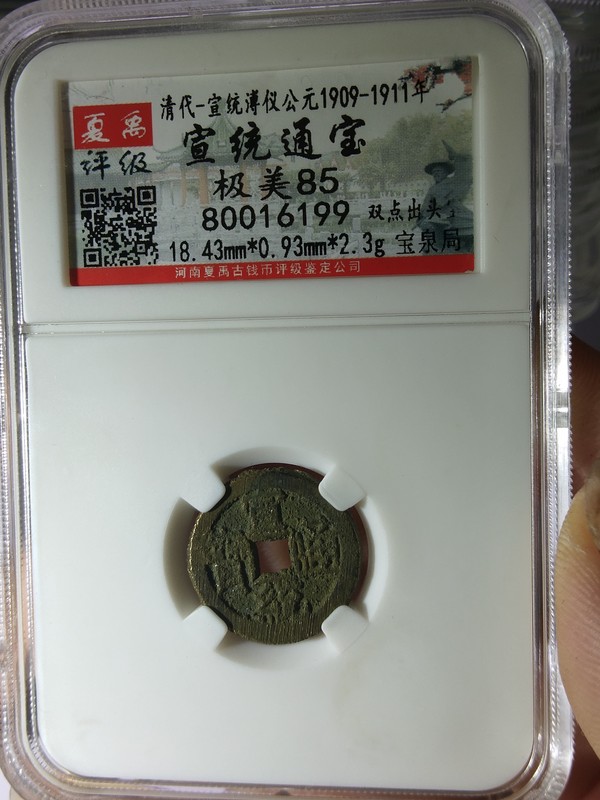 清代-宣统溥仪公元1909-1911年
夏禹
评级
宣统通宝
极美85
80016199 双点出头
18.43mm*0.93mm*2.3g 宝泉局
河南夏禹古钱币评级鉴定公司